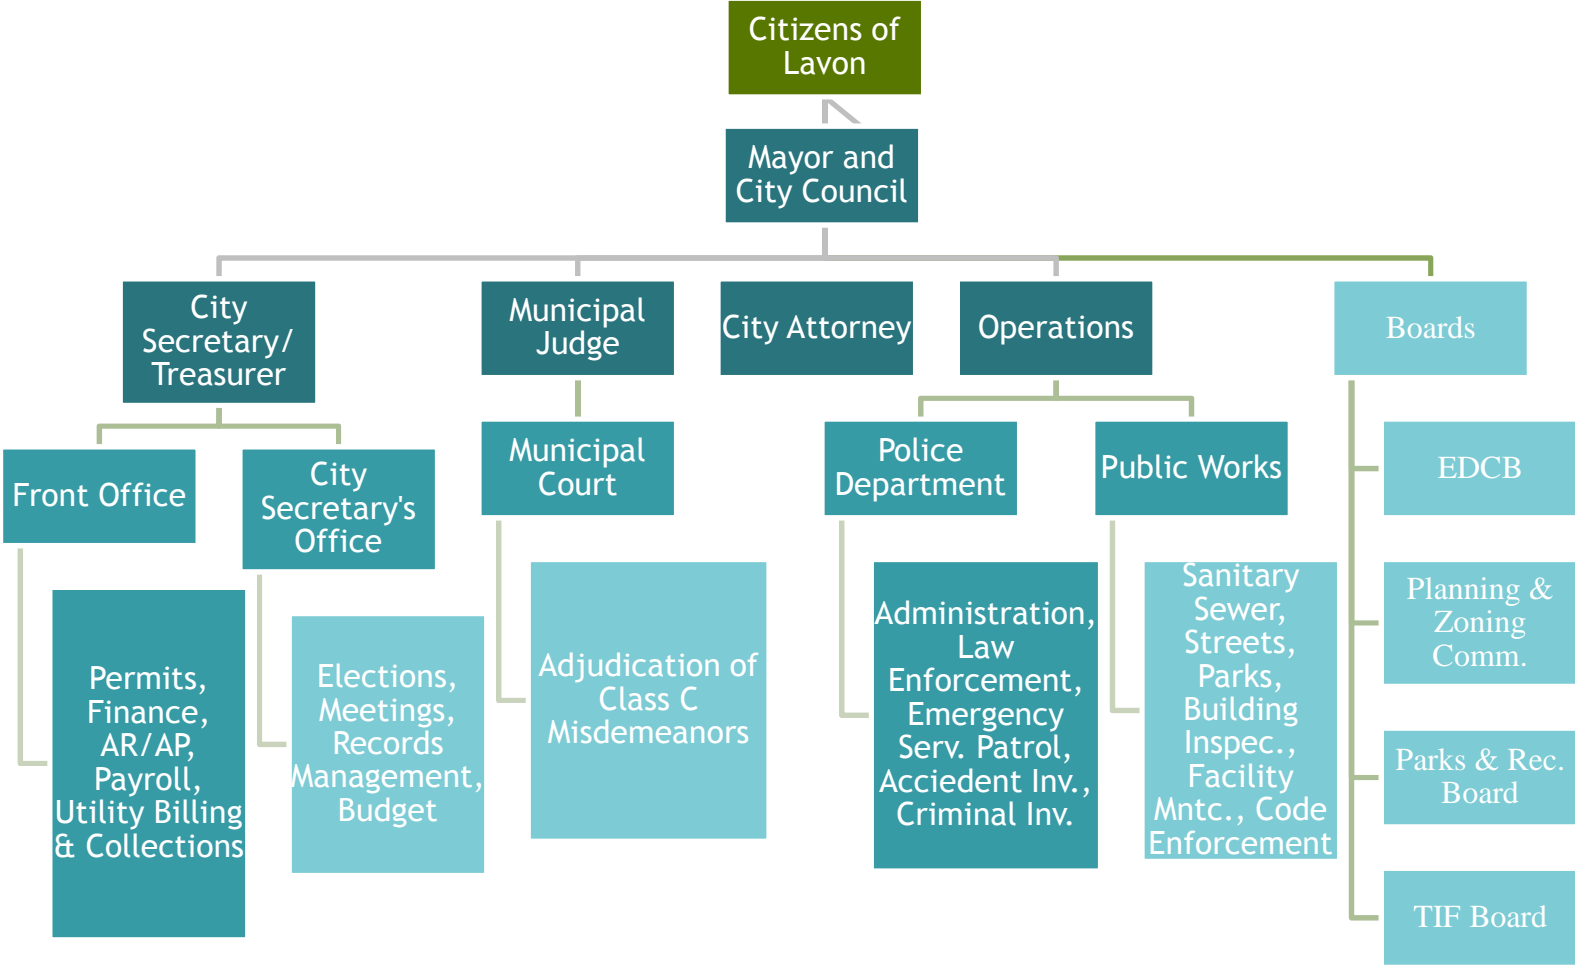 Citizens of
Lavon
Mayor and
City Council
City
Secretary/
Treasurer
Municipal
Judge
City Attorney
Operations
Boards
Front Office
City
Secretary's
Office
Municipal
Court
Police
Department
Public Works
EDCB
Permits,
Finance,
AR/AP,
Payroll,
Utility Billing
& Collections
Elections,
Meetings,
Records
Management,
Budget
Adjudication of
Class C
Misdemeanors
Administration,
Law
Enforcement,
Emergency
Serv. Patrol,
Acciedent Inv.,
Criminal Inv.
Sanitary
Sewer,
Streets,
Parks,
Building
Inspec.,
Facility
Mntc., Code
Enforcement
Planning &
Zoning
Comm.
Parks & Rec.
Board
TIF Board